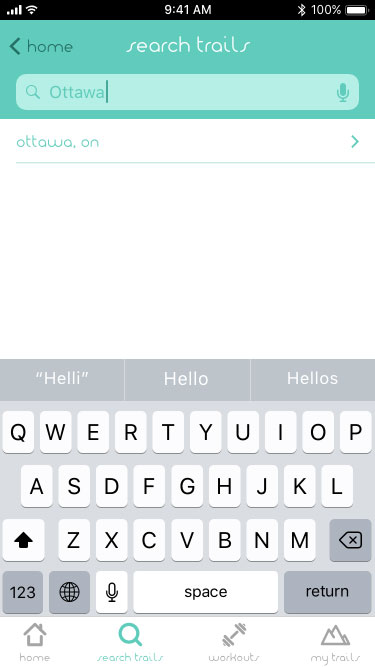 9:41 AM 100%
home search trails
Ottawa
ottawa, on
“Helli” Hello Hellos
Q W E R T Y U I O P
A S D F G H J K L
Z X C V B N M
123 space return
home search trails workouts my trails